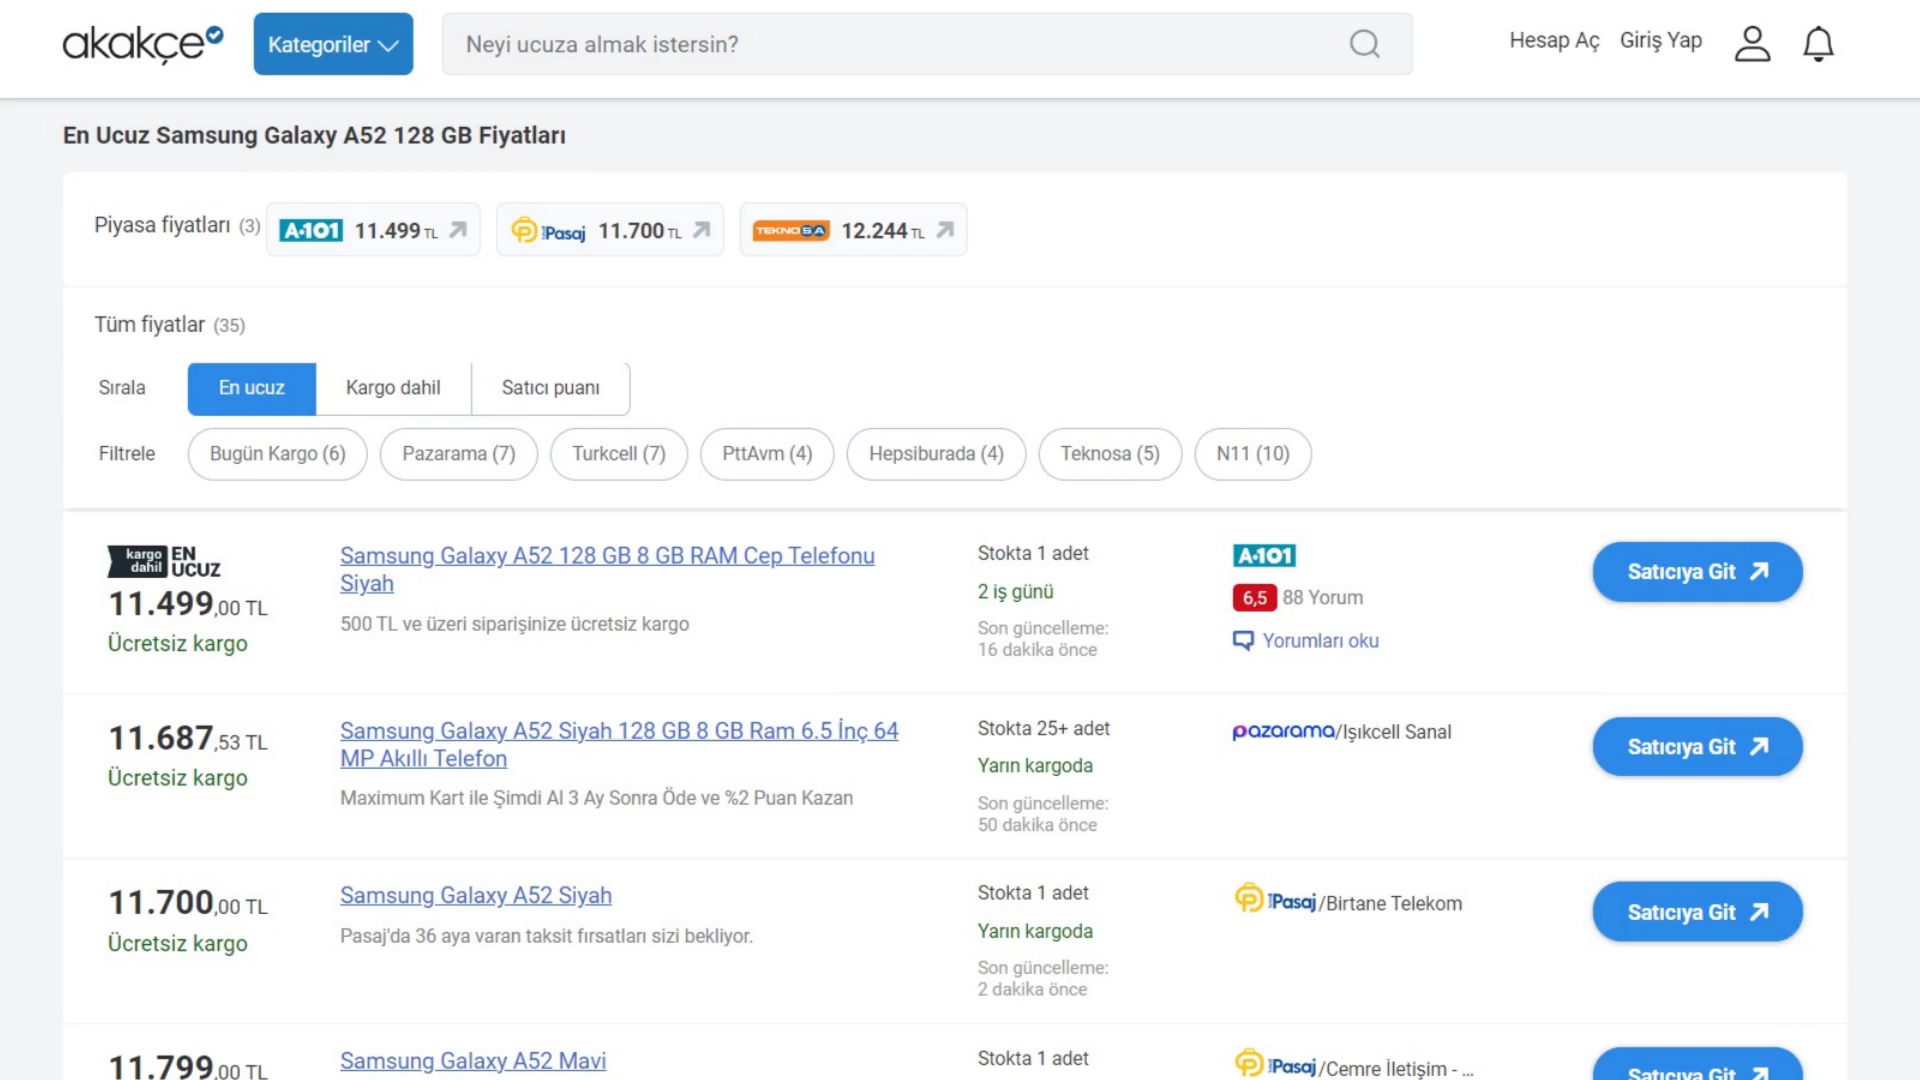 akakçe Kategoriler Neyi ucuza almak istersin? Hesap Aç Giriş Yap
En Ucuz Samsung Galaxy A52 128 GB Fiyatları
Piyasa fiyatları (3) A101 11.499 TL Pasaj 11.700 TL TEKNOSA 12.244 TL
Tüm fiyatlar (35)
Sırala En ucuz Kargo dahil Satıcı puanı
Filtrele Bugün Kargo (6) Pazarama (7) Turkcell (7) PttAvm (4) Hepsiburada (4) Teknosa (5) N11 (10)
kargo dahil EN UCUZ
11.499,00 TL
Ücretsiz kargo
Samsung Galaxy A52 128 GB 8 GB RAM Cep Telefonu
Siyah
500 TL ve üzeri siparişinize ücretsiz kargo
Stokta 1 adet
2 iş günü
Son güncelleme:
16 dakika önce
A101
6,5 88 Yorum
Yorumları oku
Satıcıya Git
11.687,53 TL
Ücretsiz kargo
Samsung Galaxy A52 Siyah 128 GB 8 GB Ram 6.5 İnç 64
MP Akıllı Telefon
Maximum Kart ile Şimdi Al 3 Ay Sonra Öde ve %2 Puan Kazan
Stokta 25+ adet
Yarın kargoda
Son güncelleme:
50 dakika önce
pazarama/Işıkcell Sanal
Satıcıya Git
11.700,00 TL
Ücretsiz kargo
Samsung Galaxy A52 Siyah
Pasaj'da 36 aya varan taksit fırsatları sizi bekliyor.
Stokta 1 adet
Yarın kargoda
Son güncelleme:
2 dakika önce
Pasaj/Birtane Telekom
Satıcıya Git
11.799,00 TL
Samsung Galaxy A52 Mavi
Stokta 1 adet
Pasaj/Cemre İletişim - ...
Satıcıya Git